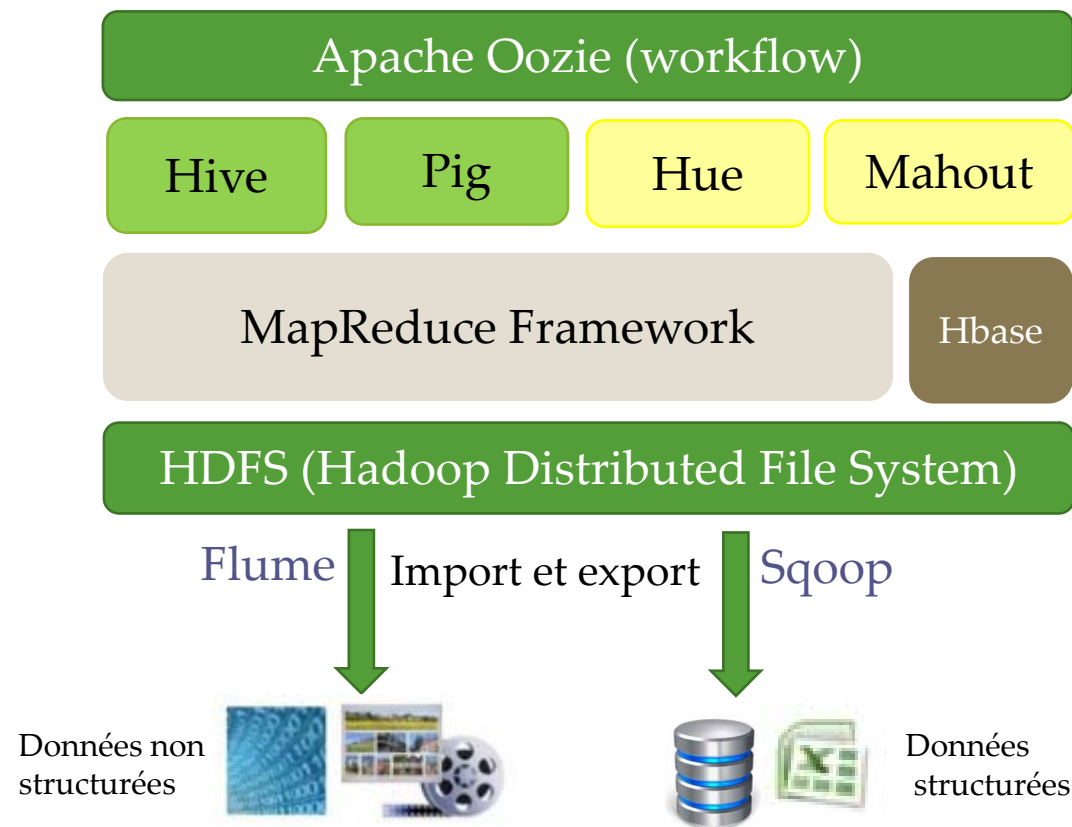 Apache Oozie (workflow)
Hive
Pig
Hue
Mahout
MapReduce Framework
Hbase
HDFS (Hadoop Distributed File System)
Flume
Import et export
Sqoop
Données non
structurées
Données
structurées